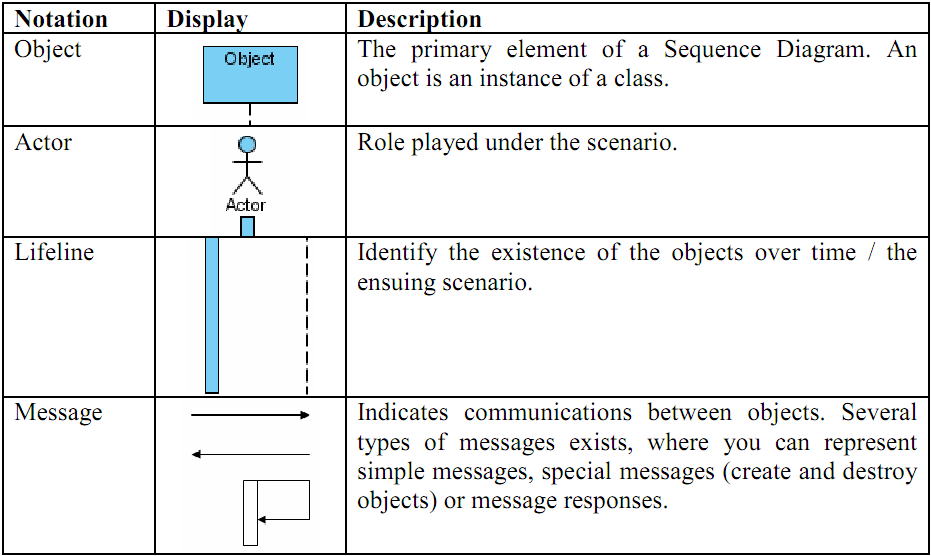 Notation Display Description
Object
Object
The primary element of a Sequence Diagram. An
object is an instance of a class.
Actor
Actor
Role played under the scenario.
Lifeline
Identify the existence of the objects over time / the
ensuing scenario.
Message
Indicates communications between objects. Several
types of messages exists, where you can represent
simple messages, special messages (create and destroy
objects) or message responses.